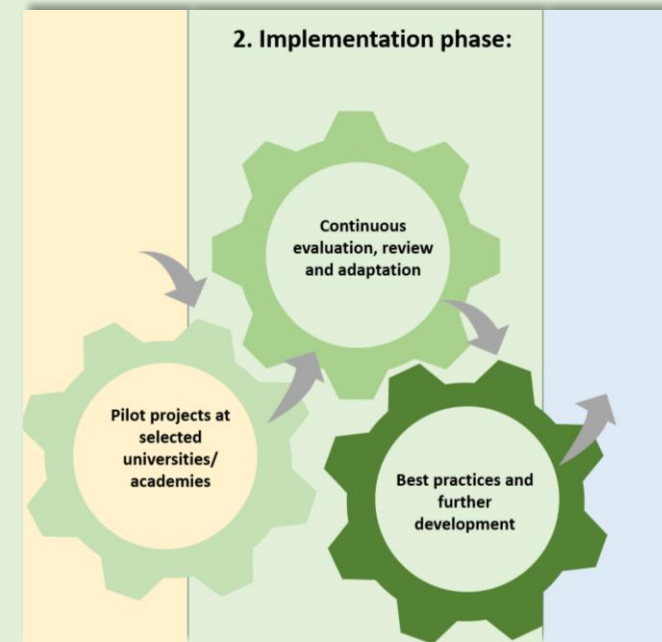 2. Implementation phase:
Continuous
evaluation, review
and adaptation
Pilot projects at
selected
universities/
academies
Best practices and
further
development